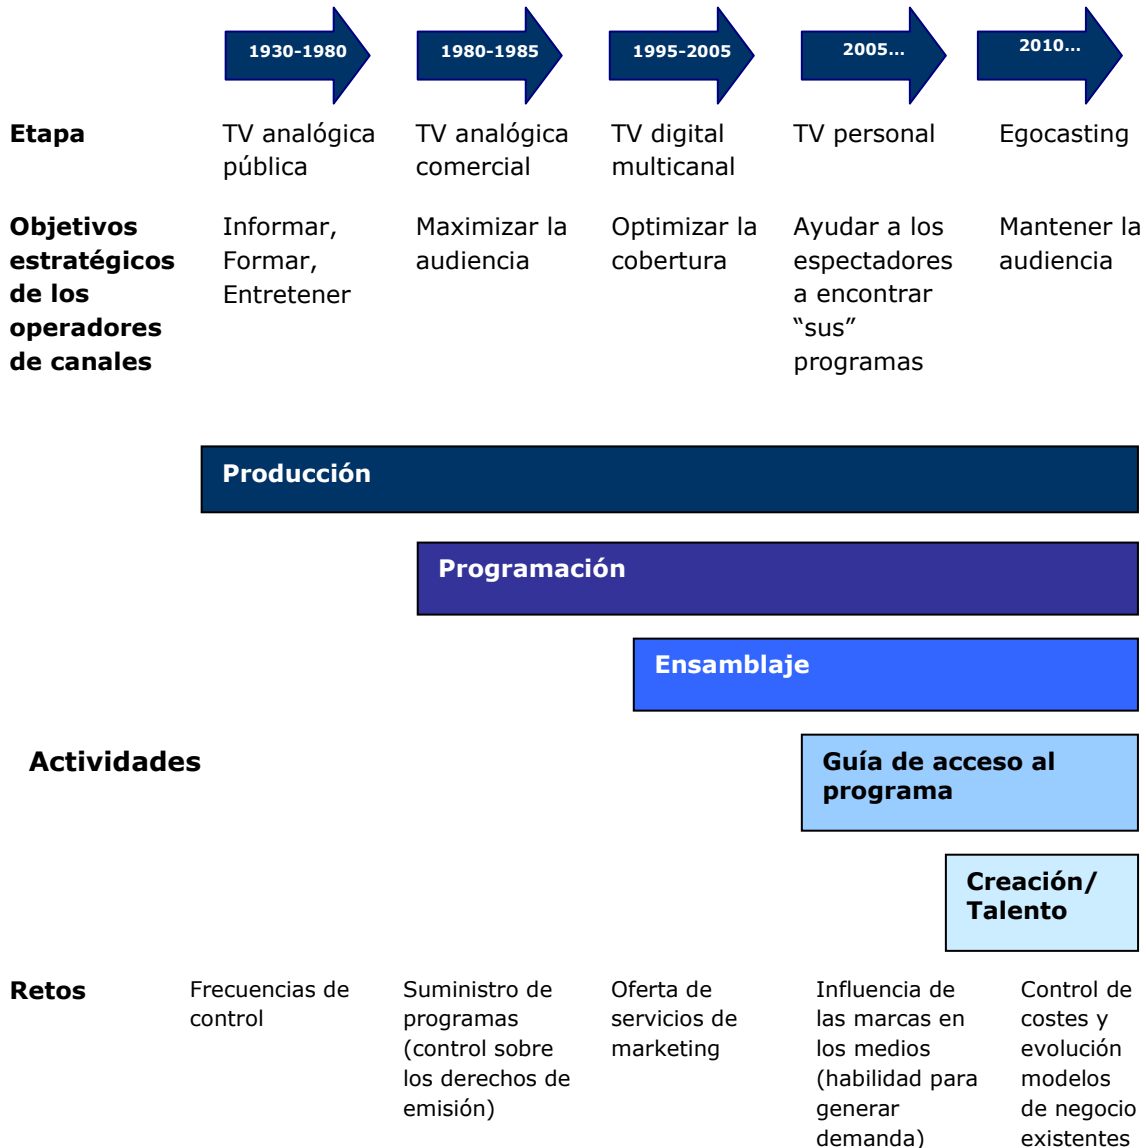 1930-1980
1980-1985
1995-2005
2005...
2010...
Etapa
TV analógica
pública
TV analógica
comercial
TV digital
multicanal
TV personal
Egocasting
Objetivos
estratégicos
de los
operadores
de canales
Informar,
Formar,
Entretener
Maximizar la
audiencia
Optimizar la
cobertura
Ayudar a los
espectadores
a encontrar
“sus”
programas
Mantener la
audiencia
Producción
Programación
Ensamblaje
Actividades
Guía de acceso al
programa
Creación/
Talento
Retos
Frecuencias de
control
Suministro de
programas
(control sobre
los derechos de
emisión)
Oferta de
servicios de
marketing
Influencia de
las marcas en
los medios
(habilidad para
generar
demanda)
Control de
costes y
evolución
modelos
de negocio
existentes